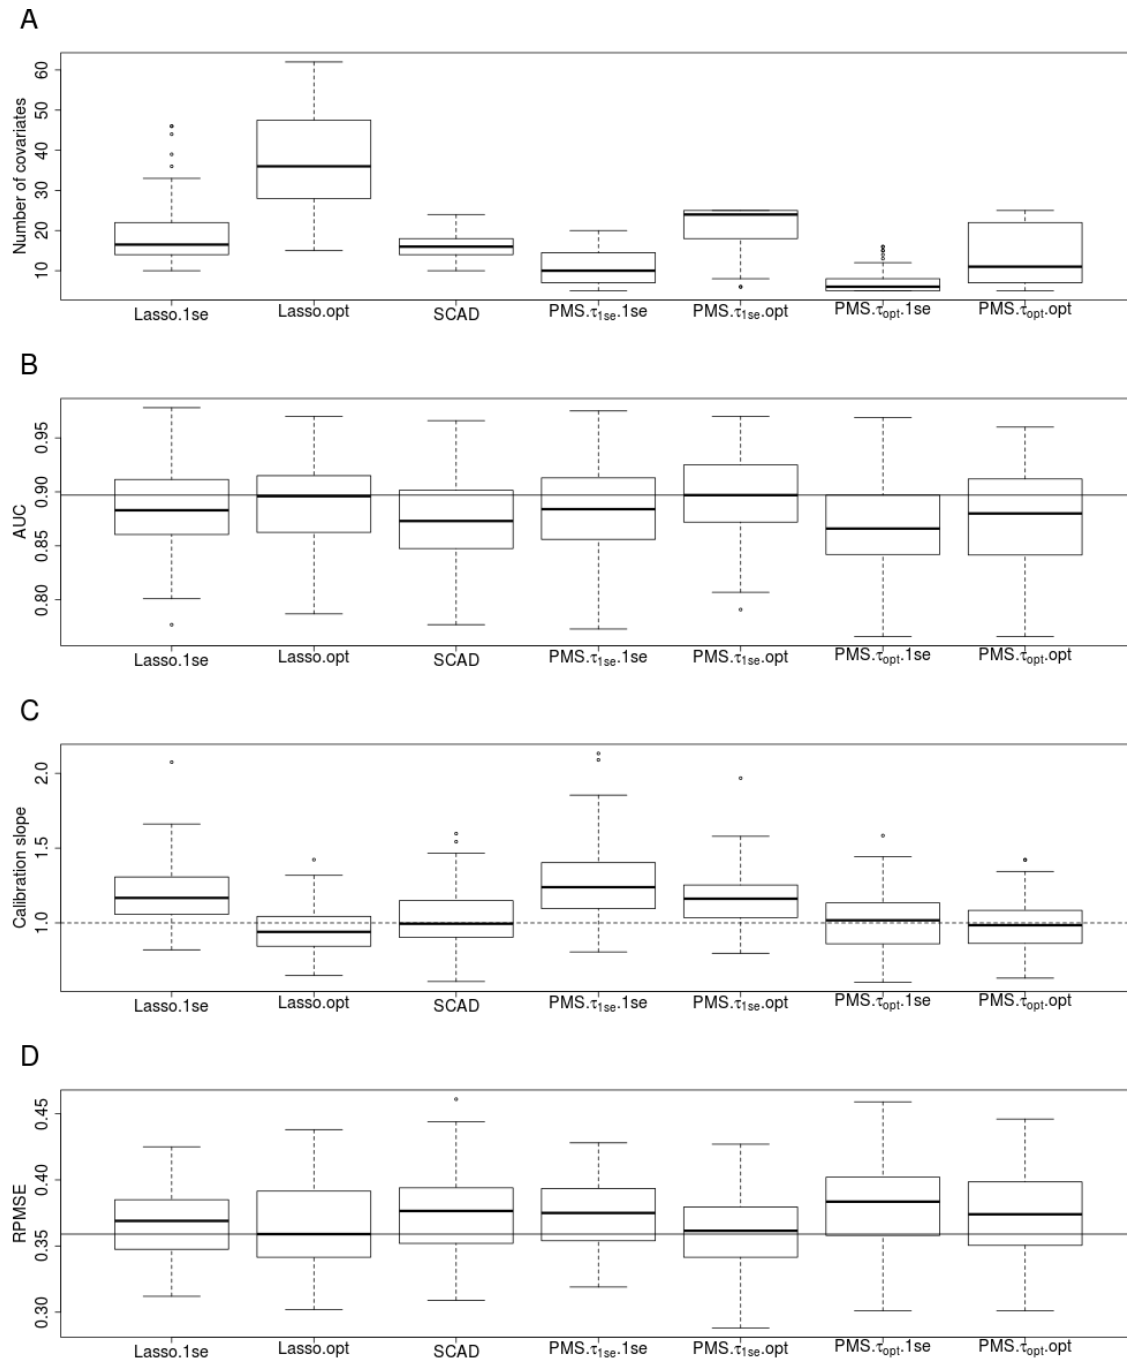 A
Number of covariates
60
50
40
30
20
10
Lasso.1se Lasso.opt SCAD PMS.τ1se.1se PMS.τ1se.opt PMS.τopt.1se PMS.τopt.opt
B
AUC
0.95
0.90
0.85
0.80
Lasso.1se Lasso.opt SCAD PMS.τ1se.1se PMS.τ1se.opt PMS.τopt.1se PMS.τopt.opt
C
Calibration slope
2.0
1.5
1.0
Lasso.1se Lasso.opt SCAD PMS.τ1se.1se PMS.τ1se.opt PMS.τopt.1se PMS.τopt.opt
D
RPMSE
0.45
0.40
0.35
0.30
Lasso.1se Lasso.opt SCAD PMS.τ1se.1se PMS.τ1se.opt PMS.τopt.1se PMS.τopt.opt